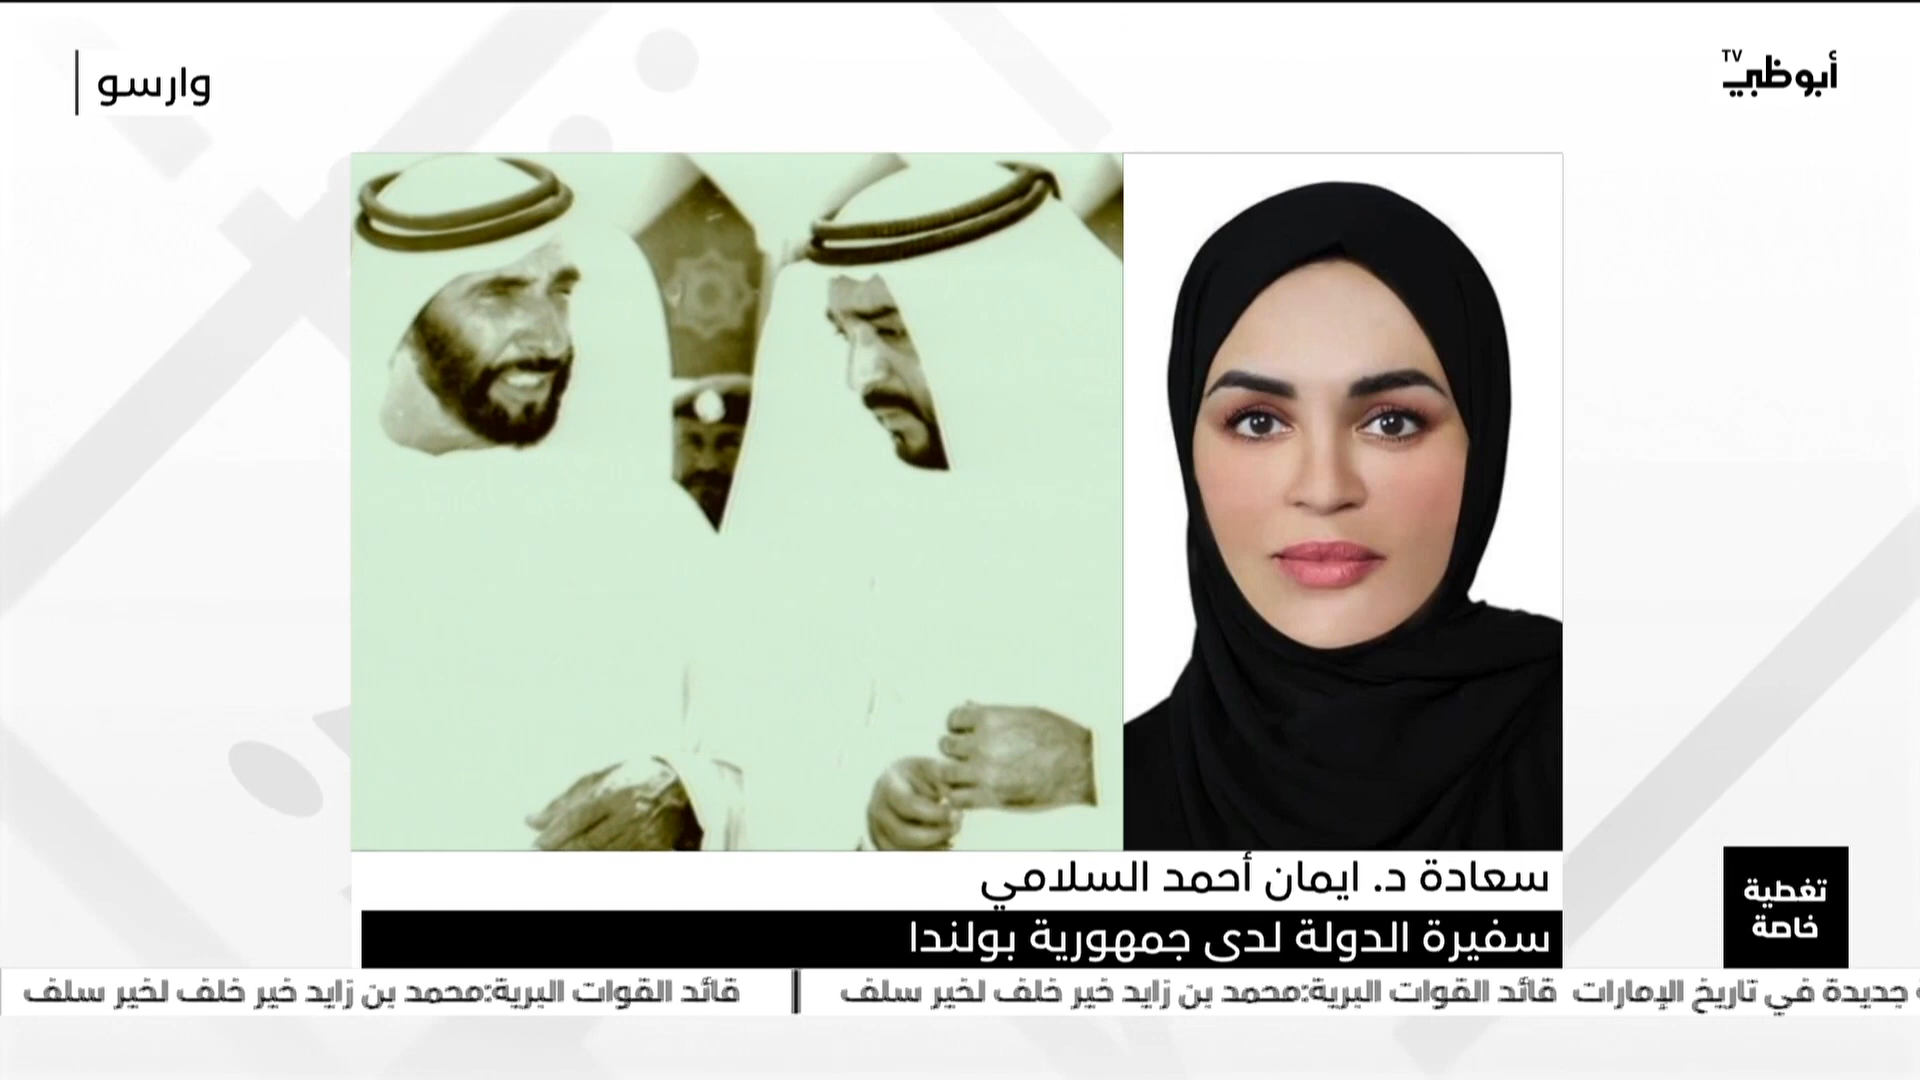 أبوظبي TV
وارسو
سعادة د. ايمان أحمد السلامي
سفيرة الدولة لدى جمهورية بولندا
تغطية
خاصة
جديدة في تاريخ الإمارات قائد القوات البرية:محمد بن زايد خير خلف لخير سلف | قائد القوات البرية:محمد بن زايد خير خلف لخير سلف